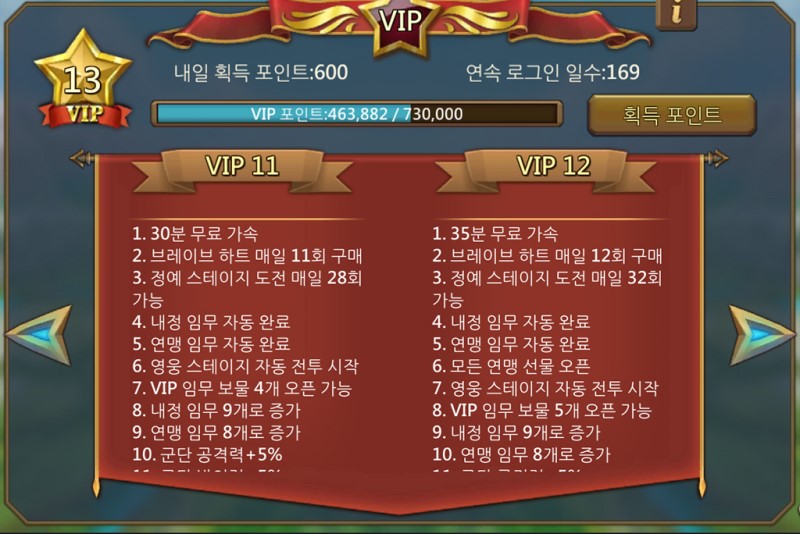 VIP
i
13
VIP
내일 획득 포인트:600
연속 로그인 일수:169
VIP 포인트:463,882 / 730,000
획득 포인트
VIP 11
1. 30분 무료 가속
2. 브레이브 하트 매일 11회 구매
3. 정예 스테이지 도전 매일 28회
가능
4. 내정 임무 자동 완료
5. 연맹 임무 자동 완료
6. 영웅 스테이지 자동 전투 시작
7. VIP 임무 보물 4개 오픈 가능
8. 내정 임무 9개로 증가
9. 연맹 임무 8개로 증가
10. 군단 공격력+5%
VIP 12
1. 35분 무료 가속
2. 브레이브 하트 매일 12회 구매
3. 정예 스테이지 도전 매일 32회
가능
4. 내정 임무 자동 완료
5. 연맹 임무 자동 완료
6. 모든 연맹 선물 오픈
7. 영웅 스테이지 자동 전투 시작
8. VIP 임무 보물 5개 오픈 가능
9. 내정 임무 9개로 증가
10. 연맹 임무 8개로 증가